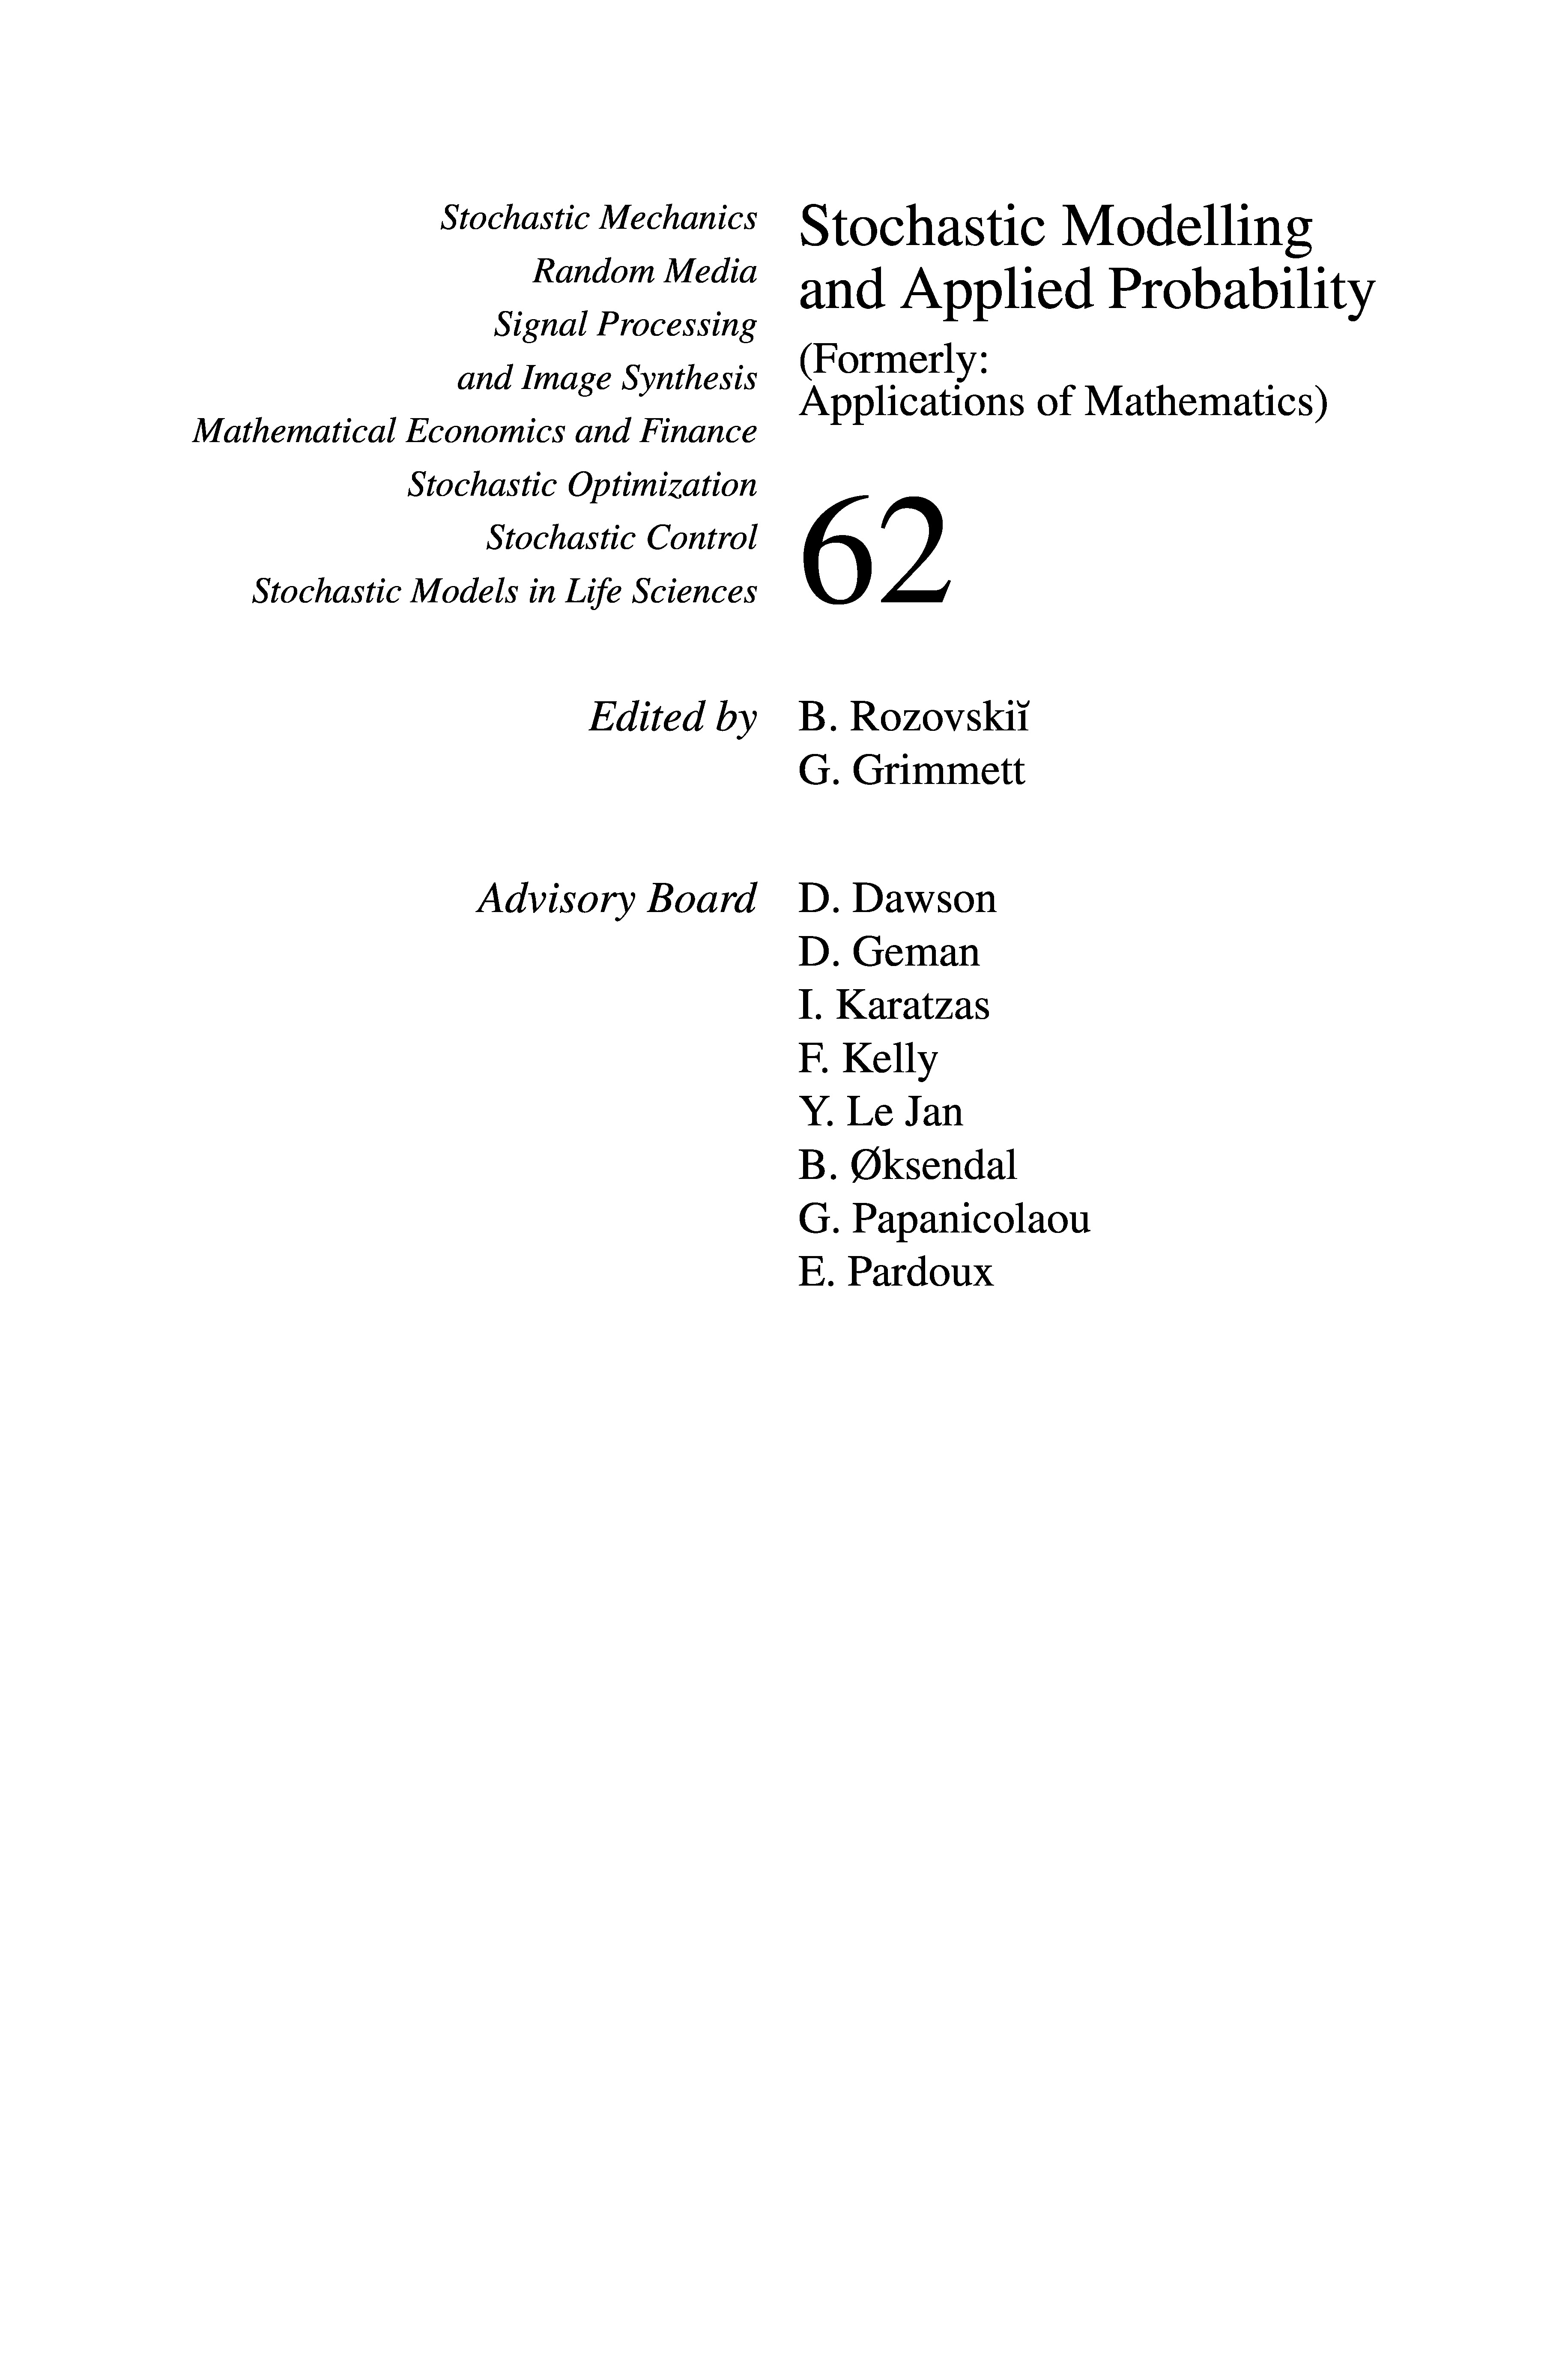 Stochastic Mechanics
Random Media
Signal Processing
and Image Synthesis
Mathematical Economics and Finance
Stochastic Optimization
Stochastic Control
Stochastic Models in Life Sciences
Stochastic Modelling
and Applied Probability
(Formerly:
Applications of Mathematics)
62
Edited by
B. Rozovskiĭ
G. Grimmett
Advisory Board
D. Dawson
D. Geman
I. Karatzas
F. Kelly
Y. Le Jan
B. Øksendal
G. Papanicolaou
E. Pardoux